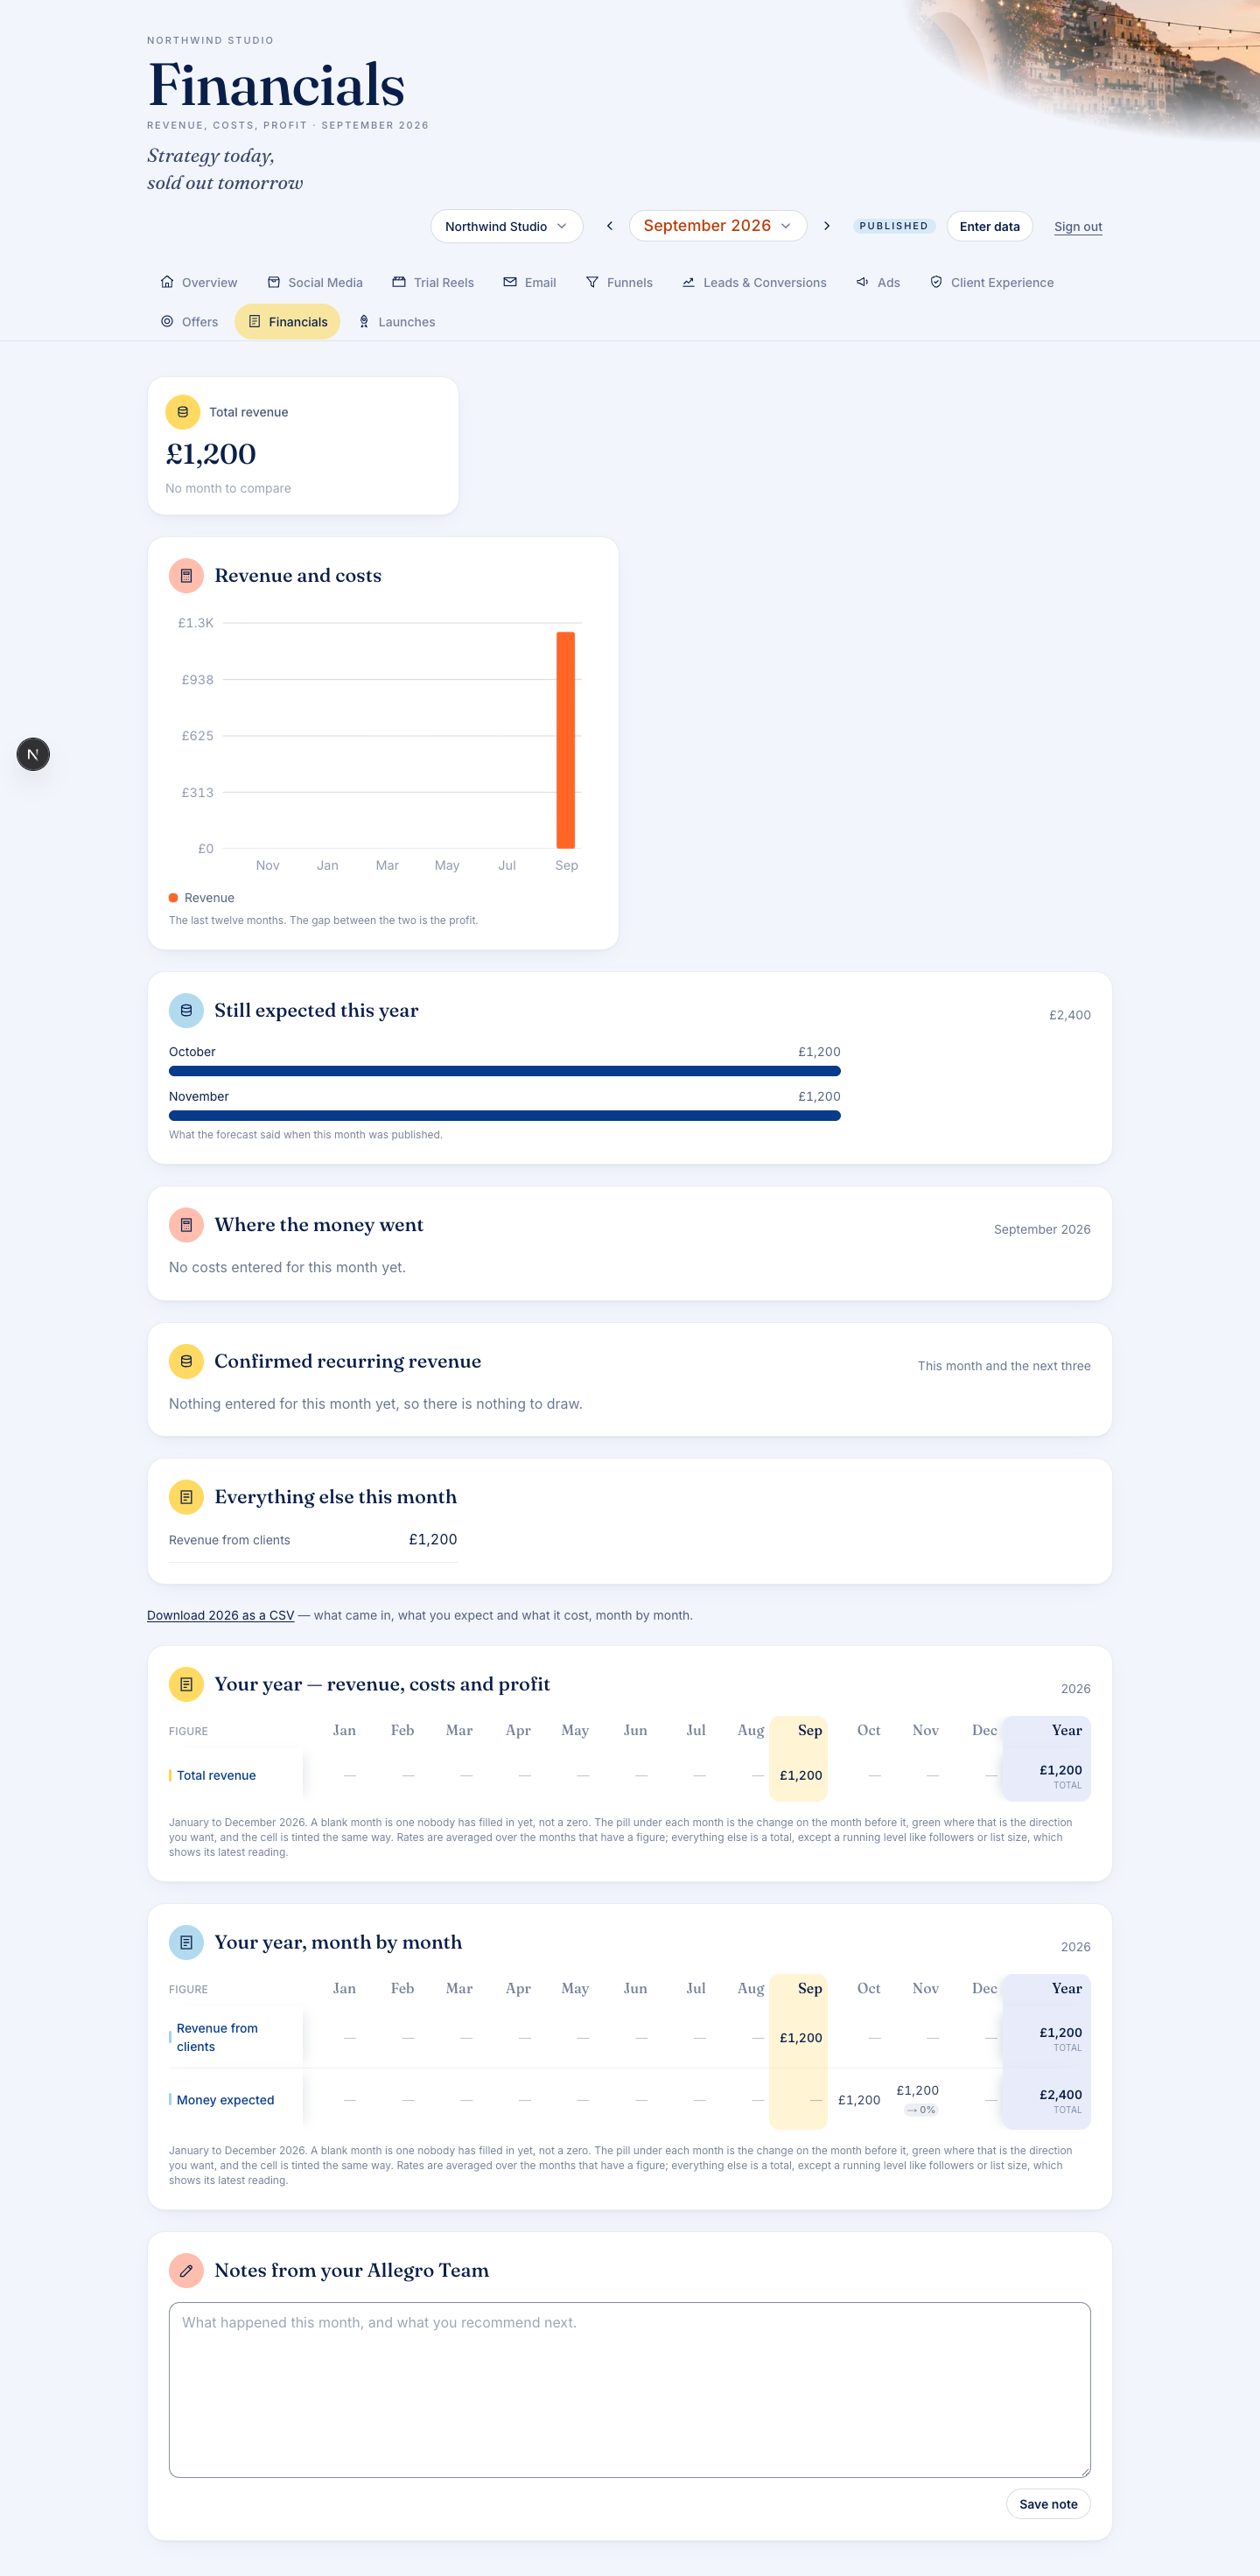 NORTHWIND STUDIO
Financials
REVENUE, COSTS, PROFIT · SEPTEMBER 2026
Strategy today,
sold out tomorrow
Northwind Studio
September 2026
PUBLISHED
Enter data
Sign out
Overview
Social Media
Trial Reels
Email
Funnels
Leads & Conversions
Ads
Client Experience
Offers
Financials
Launches
Total revenue
£1,200
No month to compare
Revenue and costs
£1.3K
£938
£625
£313
£0
Nov Jan Mar May Jul Sep
Revenue
The last twelve months. The gap between the two is the profit.
N
Still expected this year
£2,400
October £1,200
November £1,200
What the forecast said when this month was published.
Where the money went
September 2026
No costs entered for this month yet.
Confirmed recurring revenue
This month and the next three
Nothing entered for this month yet, so there is nothing to draw.
Everything else this month
Revenue from clients £1,200
Download 2026 as a CSV — what came in, what you expect and what it cost, month by month.
Your year — revenue, costs and profit
2026
FIGURE Jan Feb Mar Apr May Jun Jul Aug Sep Oct Nov Dec Year
Total revenue — — — — — — — — £1,200 — — — £1,200
TOTAL
January to December 2026. A blank month is one nobody has filled in yet, not a zero. The pill under each month is the change on the month before it, green where that is the direction
you want, and the cell is tinted the same way. Rates are averaged over the months that have a figure; everything else is a total, except a running level like followers or list size, which
shows its latest reading.
Your year, month by month
2026
FIGURE Jan Feb Mar Apr May Jun Jul Aug Sep Oct Nov Dec Year
Revenue from
clients — — — — — — — — £1,200 — — — £1,200
TOTAL
Money expected — — — — — — — — — £1,200 £1,200 — £2,400
→ 0% TOTAL
January to December 2026. A blank month is one nobody has filled in yet, not a zero. The pill under each month is the change on the month before it, green where that is the direction
you want, and the cell is tinted the same way. Rates are averaged over the months that have a figure; everything else is a total, except a running level like followers or list size, which
shows its latest reading.
Notes from your Allegro Team
What happened this month, and what you recommend next.
Save note